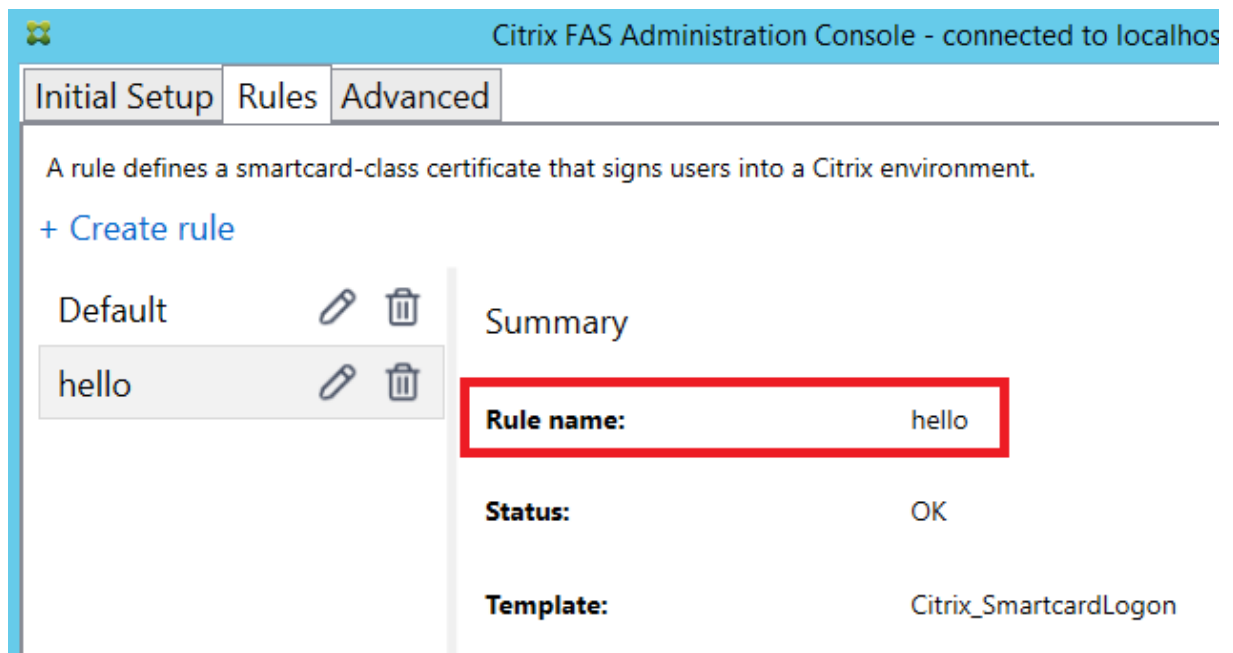 Citrix FAS Administration Console - connected to localhos
Initial Setup Rules Advanced
A rule defines a smartcard-class certificate that signs users into a Citrix environment.
+ Create rule
Default
hello
Summary
Rule name: hello
Status: OK
Template: Citrix_SmartcardLogon